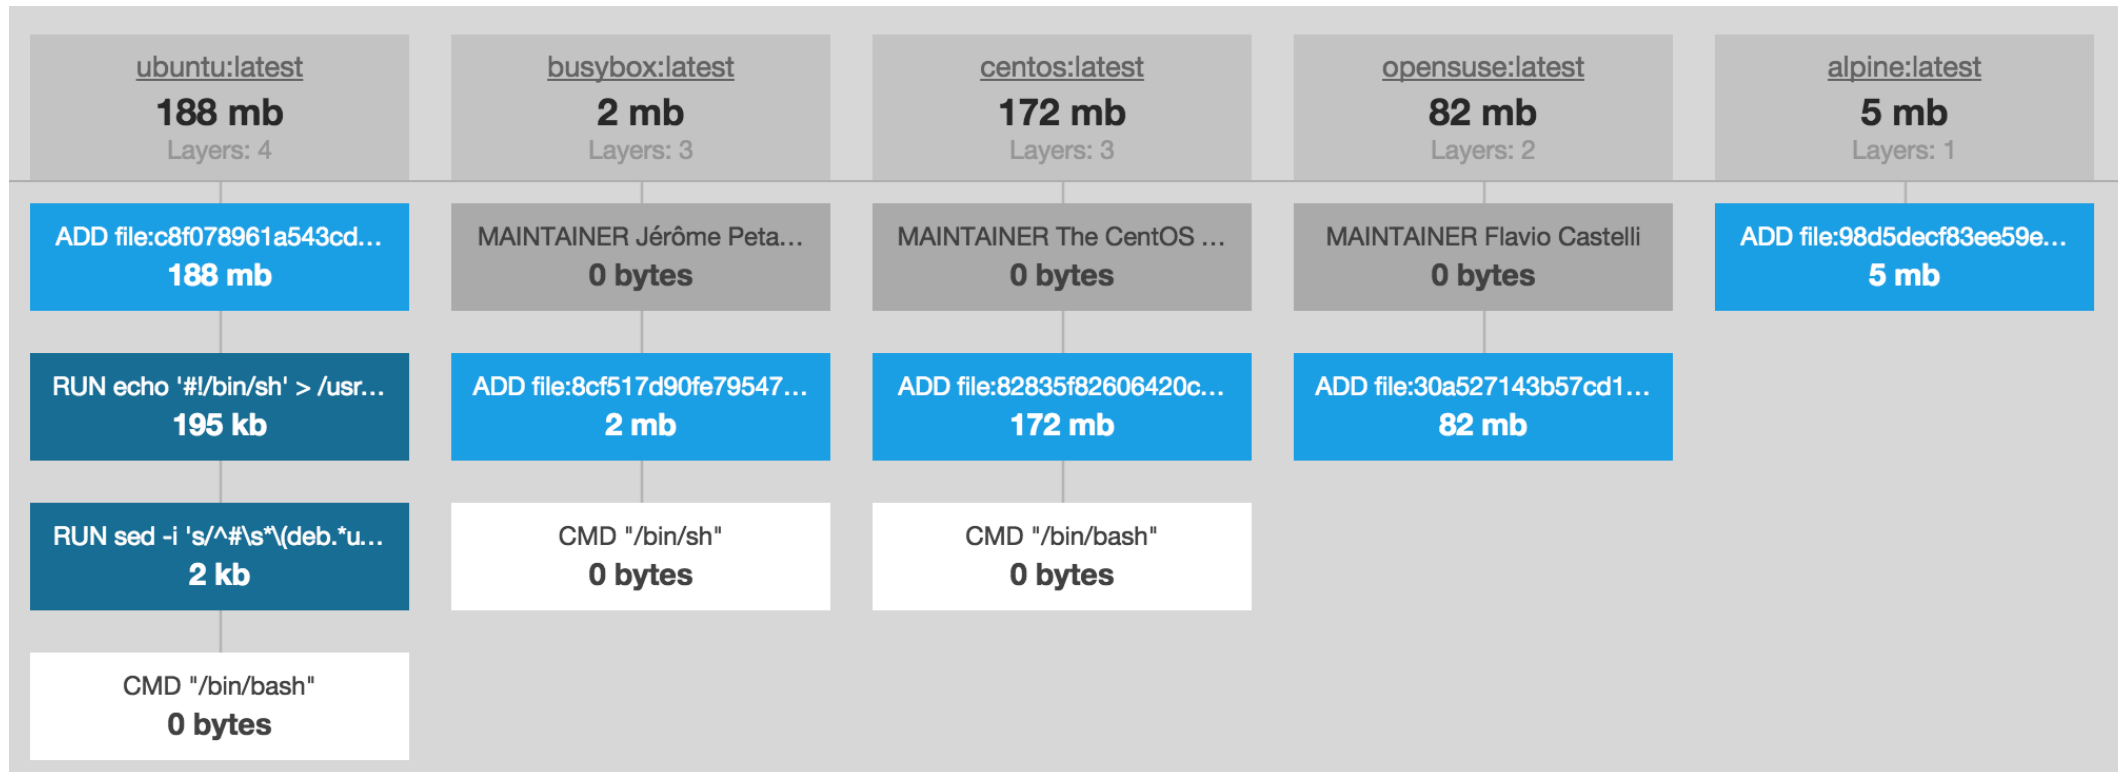 ubuntu:latest
188 mb
Layers: 4
ADD file:c8f078961a543cd...
188 mb
RUN echo '#!/bin/sh' > /usr...
195 kb
RUN sed -i 's/^#\s*\(deb.*u...
2 kb
CMD "/bin/bash"
0 bytes
busybox:latest
2 mb
Layers: 3
MAINTAINER Jérôme Peta...
0 bytes
ADD file:8cf517d90fe79547...
2 mb
CMD "/bin/sh"
0 bytes
centos:latest
172 mb
Layers: 3
MAINTAINER The CentOS ...
0 bytes
ADD file:82835f82606420c...
172 mb
CMD "/bin/bash"
0 bytes
opensuse:latest
82 mb
Layers: 2
MAINTAINER Flavio Castelli
0 bytes
ADD file:30a527143b57cd1...
82 mb
alpine:latest
5 mb
Layers: 1
ADD file:98d5decf83ee59e...
5 mb